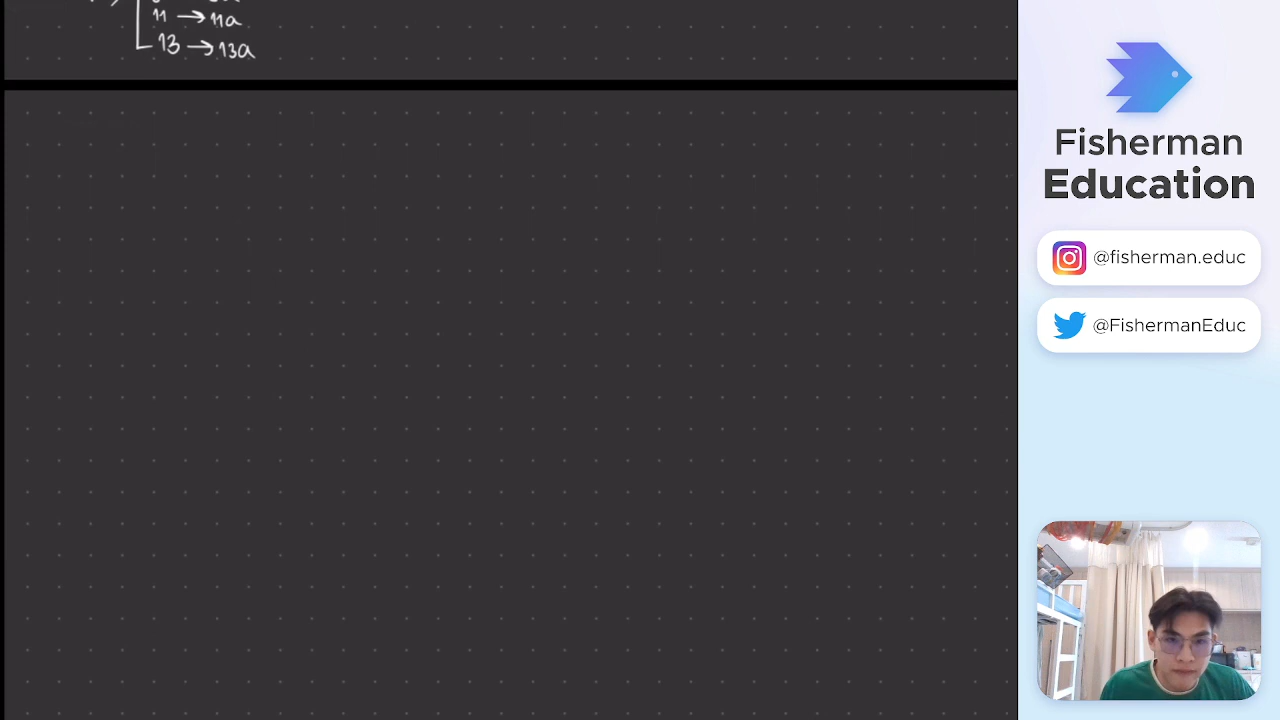 11 → 11a
13 → 13a
Fisherman
Education
@fisherman.educ
@FishermanEduc